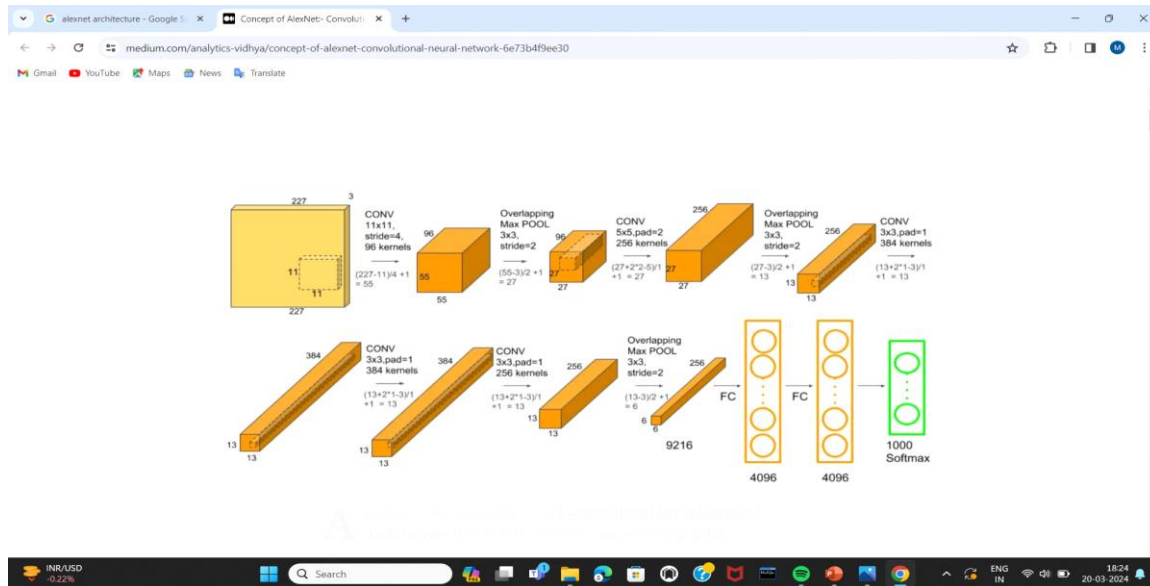 alexnet architecture - Google S
Concept of AlexNet:- Convoluti
medium.com/analytics-vidhya/concept-of-alexnet-convolutional-neural-network-6e73b4f9ee30
M
Gmail YouTube Maps News Translate
227
3
CONV
11x11,
stride=4,
96 kernels
(227-11)/4 +1
= 55
11
11
227
96
55
55
Overlapping
Max POOL
3x3,
stride=2
(55-3)/2 +1
= 27
96
27
27
CONV
5x5,pad=2
256 kernels
(27+2*2-5)/1
+1 = 27
256
27
27
Overlapping
Max POOL
3x3,
stride=2
(27-3)/2 +1
= 13
256
13
13
CONV
3x3,pad=1
384 kernels
(13+2*1-3)/1
+1 = 13
384
13
13
CONV
3x3,pad=1
384 kernels
(13+2*1-3)/1
+1 = 13
384
13
13
CONV
3x3,pad=1
256 kernels
(13+2*1-3)/1
+1 = 13
256
13
13
Overlapping
Max POOL
3x3,
stride=2
(13-3)/2 +1
= 6
256
6
6
9216
FC
4096
FC
4096
1000
Softmax
A
INR/USD
-0.22%
Search
ENG
IN
18:24
20-03-2024